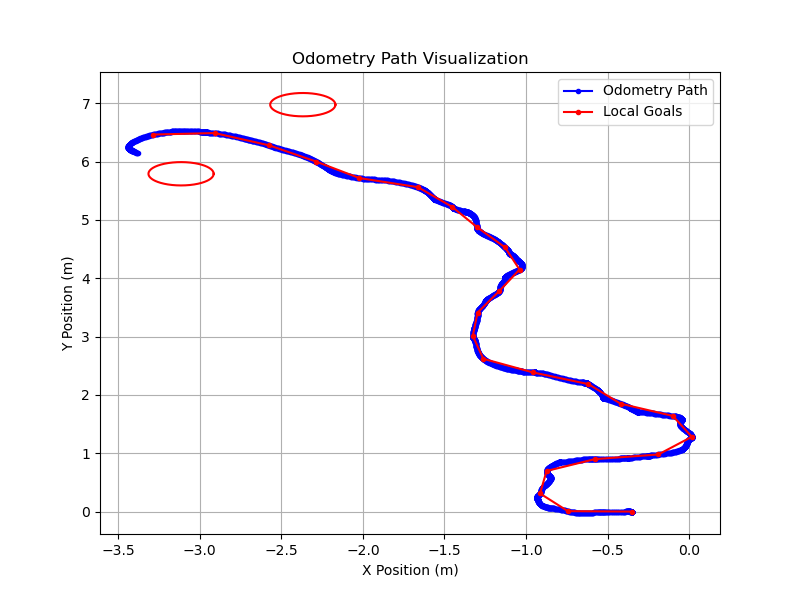 Odometry Path Visualization
Odometry Path
Local Goals
Y Position (m)
7
6
5
4
3
2
1
0
−3.5 −3.0 −2.5 −2.0 −1.5 −1.0 −0.5 0.0
X Position (m)